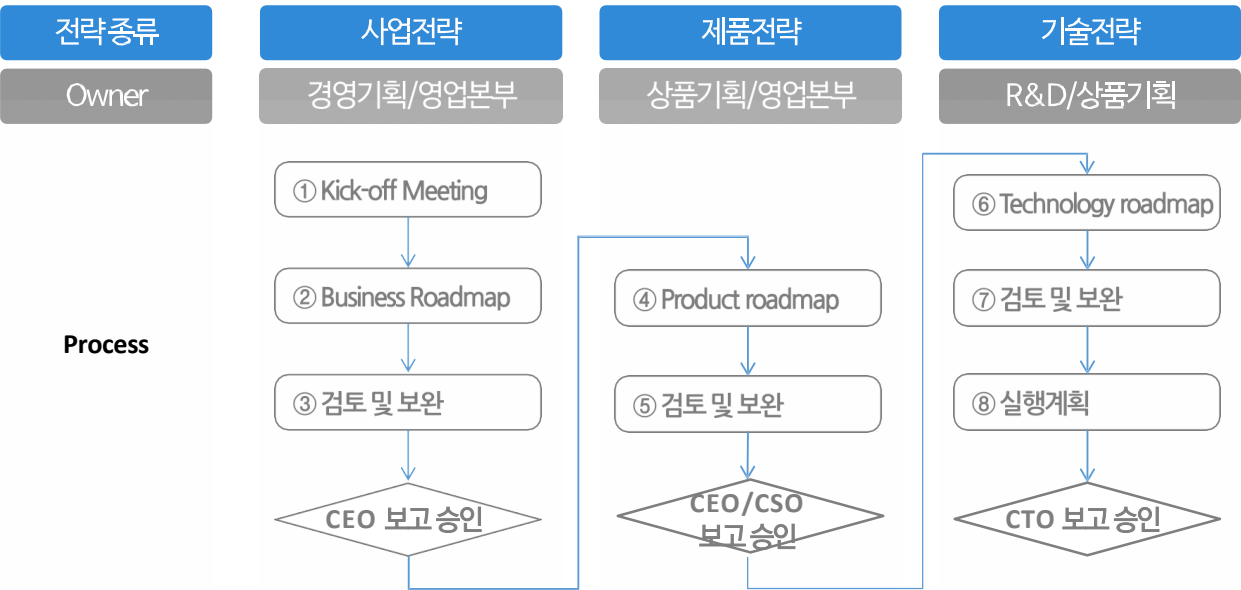 전략 종류
사업전략
제품전략
기술전략
Owner
경영기획/영업본부
상품기획/영업본부
R&D/상품기획
Process
① Kick-off Meeting
② Business Roadmap
③ 검토 및 보완
CEO 보고 승인
④ Product roadmap
⑤ 검토 및 보완
CEO/CSO
보고 승인
⑥ Technology roadmap
⑦ 검토 및 보완
⑧ 실행계획
CTO 보고 승인